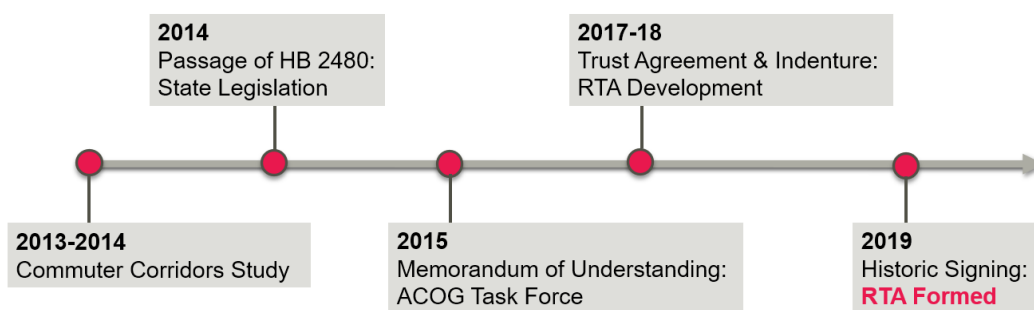 2014
Passage of HB 2480:
State Legislation
2017-18
Trust Agreement & Indenture:
RTA Development
2013-2014
Commuter Corridors Study
2015
Memorandum of Understanding:
ACOG Task Force
2019
Historic Signing:
RTA Formed